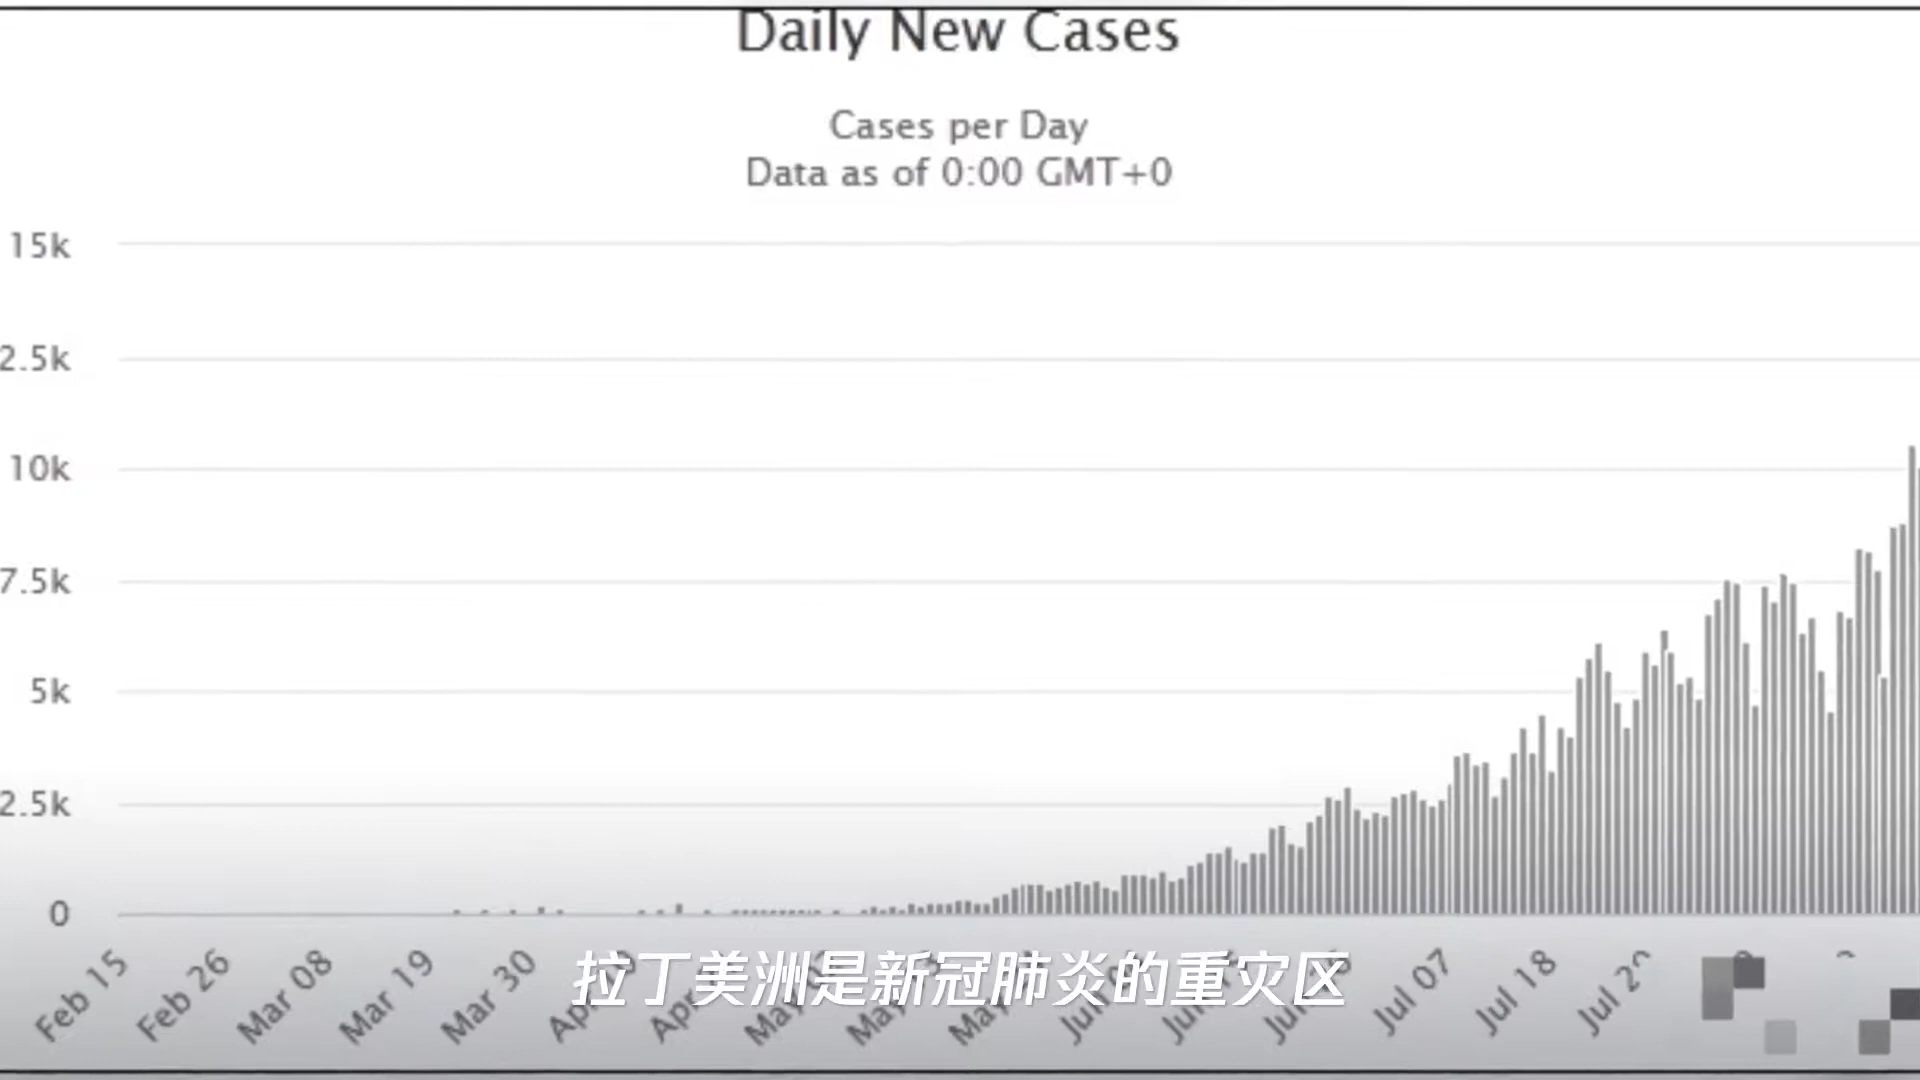 Daily New Cases
Cases per Day
Data as of 0:00 GMT+0
15k
2.5k
10k
7.5k
5k
2.5k
0
Feb 15
Feb 26
Mar 08
Mar 19
Mar 30
Jul 07
Jul 18
拉丁美洲是新冠肺炎的重灾区